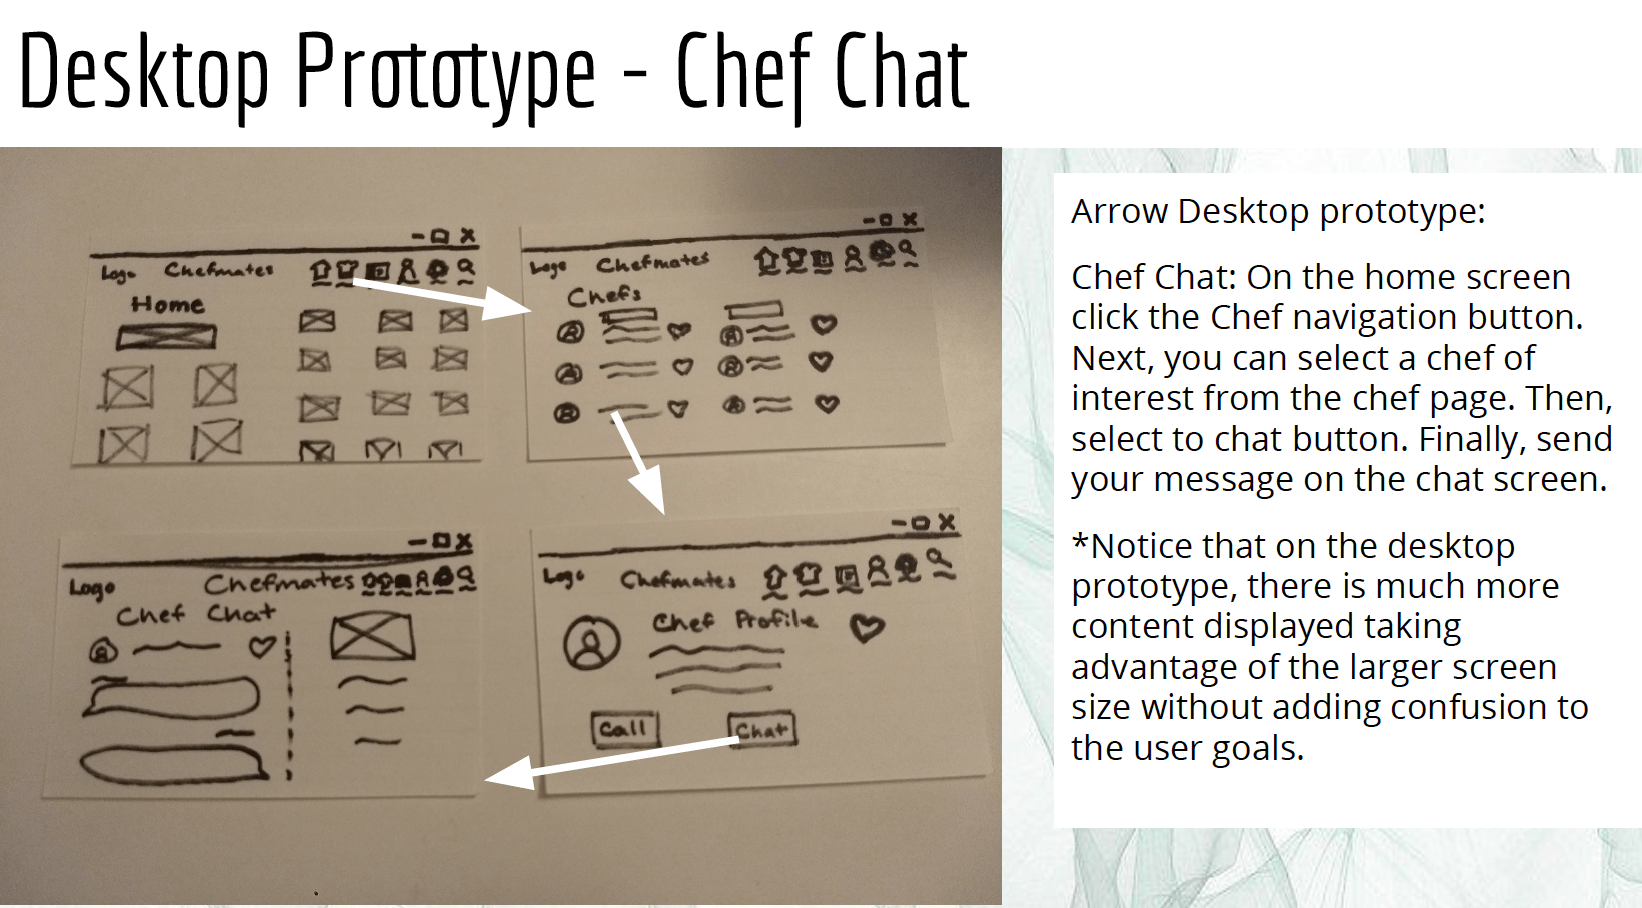 Desktop Prototype - Chef Chat
Logo Chefmates
Home
Logo Chefmates
Chefs
Logo Chefmates
Chef Chat
Logo Chefmates
Chef Profile
Call Chat
Arrow Desktop prototype:
Chef Chat: On the home screen
click the Chef navigation button.
Next, you can select a chef of
interest from the chef page. Then,
select to chat button. Finally, send
your message on the chat screen.
*Notice that on the desktop
prototype, there is much more
content displayed taking
advantage of the larger screen
size without adding confusion to
the user goals.